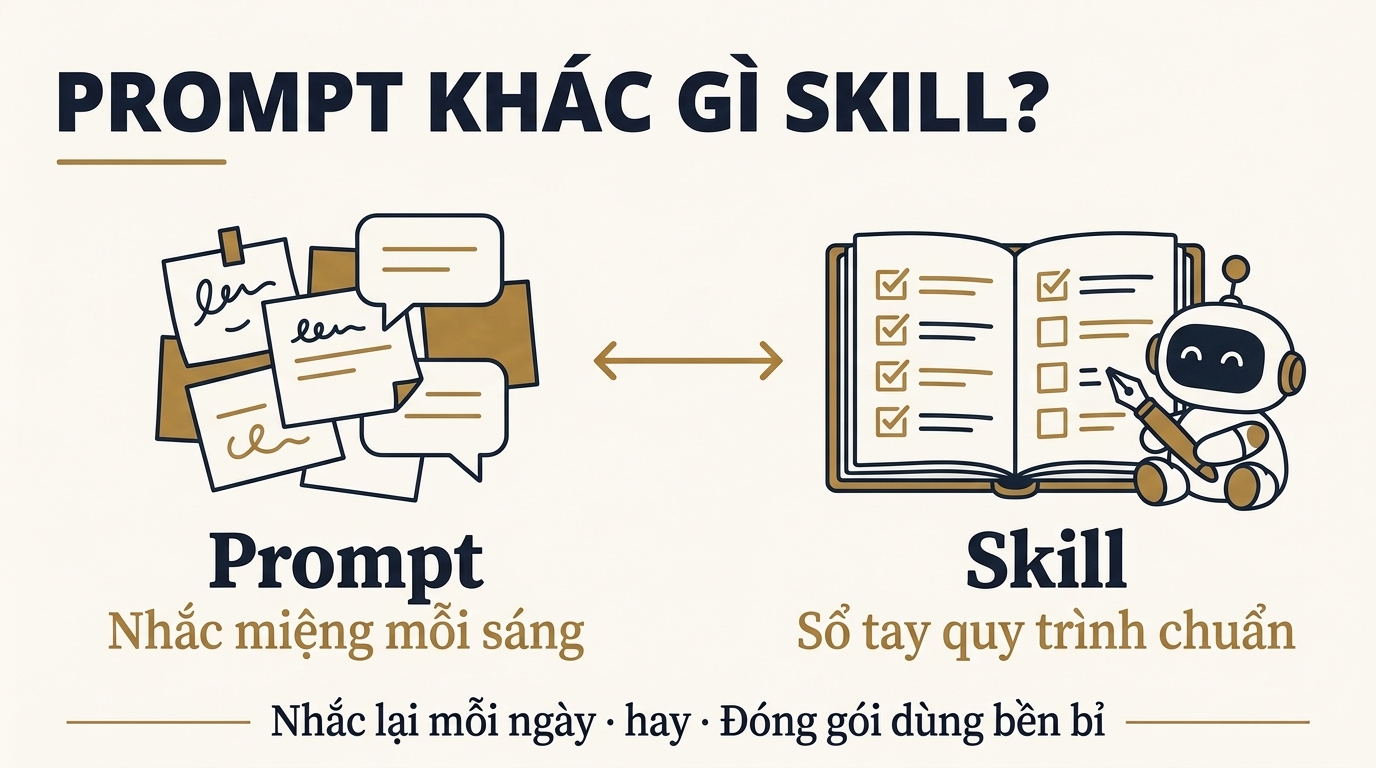 PROMPT KHÁC GÌ SKILL?
Prompt
Nhắc miệng mỗi sáng
Skill
Sổ tay quy trình chuẩn
Nhắc lại mỗi ngày · hay · Đóng gói dùng bền bỉ